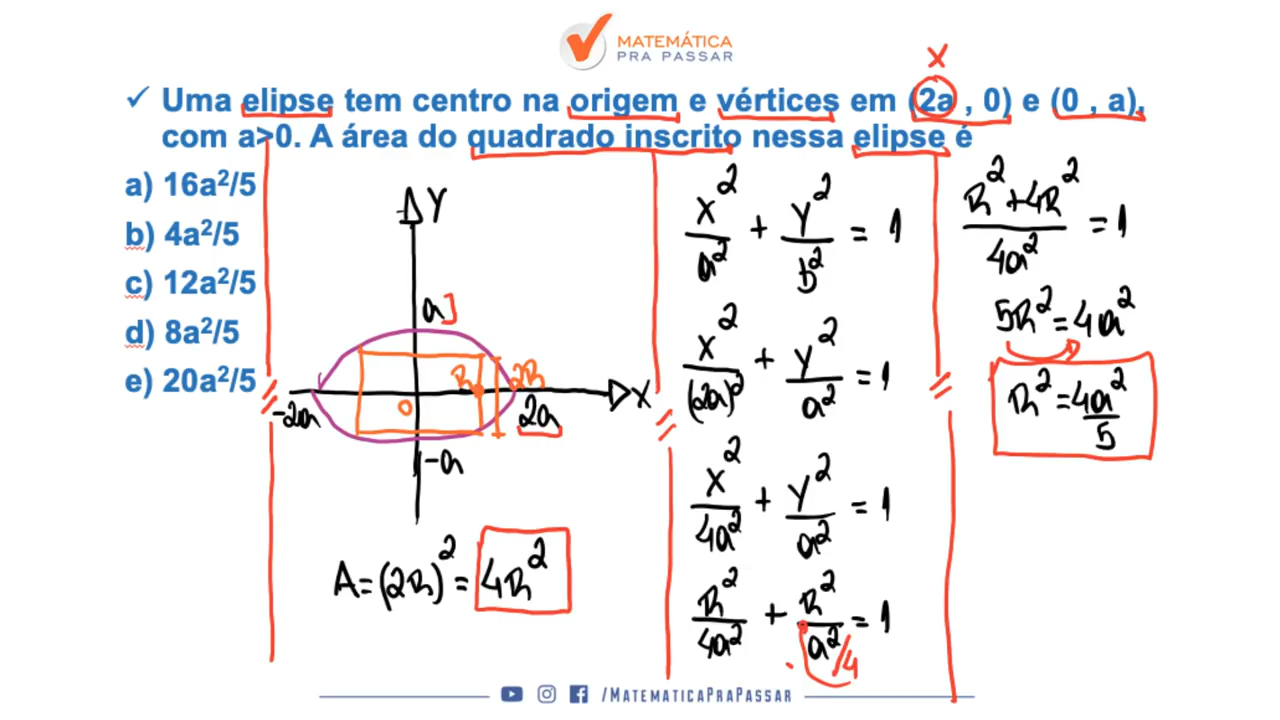 MATEMÁTICA
PRA PASSAR
X
✓ Uma elipse tem centro na origem e vértices em (2a , 0) e (0 , a),
com a>0. A área do quadrado inscrito nessa elipse é
a) 16a²/5
b) 4a²/5
c) 12a²/5
d) 8a²/5
e) 20a²/5
Y
a
R
2R
0
X
-2a
2a
-a
A=(2R)²=4R²
X²/a² + Y²/b² = 1
X²/(2a)² + Y²/a² = 1
X²/4a² + Y²/a² = 1
R²/4a² + R²/a² = 1
/4
R²+4R²/4a² = 1
5R²=4a²
R²=4a²/5
/MATEMATICAPRAPASSAR